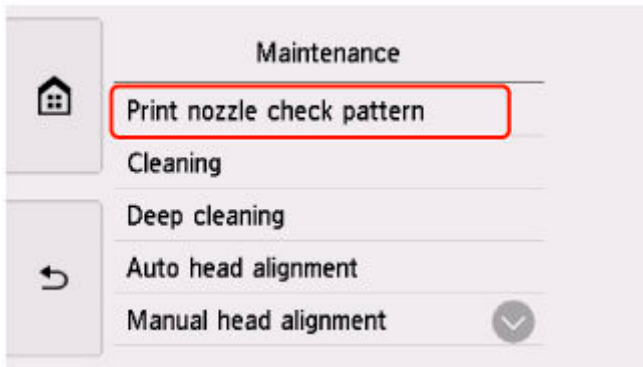 Maintenance
Print nozzle check pattern
Cleaning
Deep cleaning
Auto head alignment
Manual head alignment